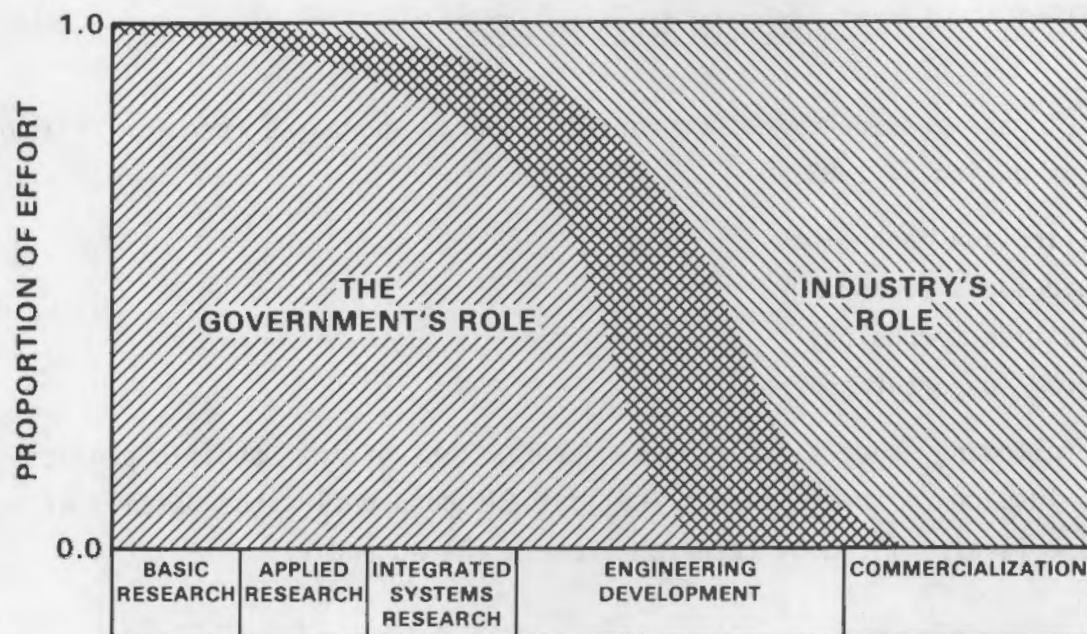 1.0
PROPORTION OF EFFORT
THE
GOVERNMENT'S ROLE
INDUSTRY'S
ROLE
0.0
BASIC
RESEARCH
APPLIED
RESEARCH
INTEGRATED
SYSTEMS
RESEARCH
ENGINEERING
DEVELOPMENT
COMMERCIALIZATION